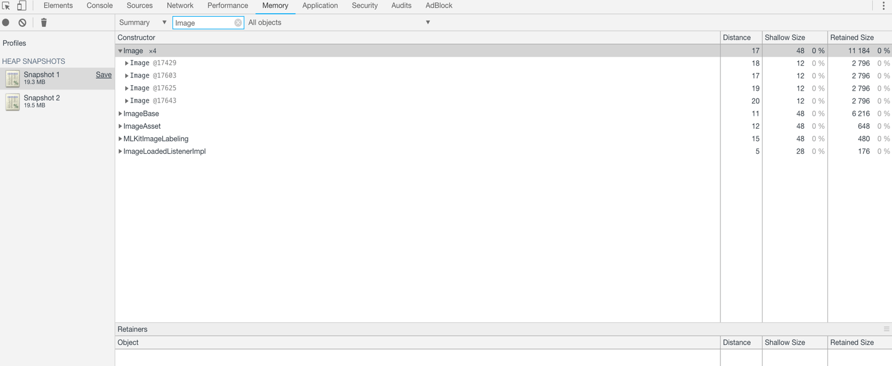 Elements Console Sources Network Performance Memory Application Security Audits AdBlock
Summary ▼ Image All objects ▼
Profiles
HEAP SNAPSHOTS
Snapshot 1 Save
19.3 MB
Snapshot 2
19.5 MB
Constructor Distance Shallow Size Retained Size
Image ×4 17 48 0 % 11 184 0 %
Image @17429 18 12 0 % 2 796 0 %
Image @17603 17 12 0 % 2 796 0 %
Image @17625 19 12 0 % 2 796 0 %
Image @17643 20 12 0 % 2 796 0 %
ImageBase 11 48 0 % 6 216 0 %
ImageAsset 12 48 0 % 648 0 %
MLKitImageLabeling 15 48 0 % 480 0 %
ImageLoadedListenerImpl 5 28 0 % 176 0 %
Retainers
Object Distance Shallow Size Retained Size